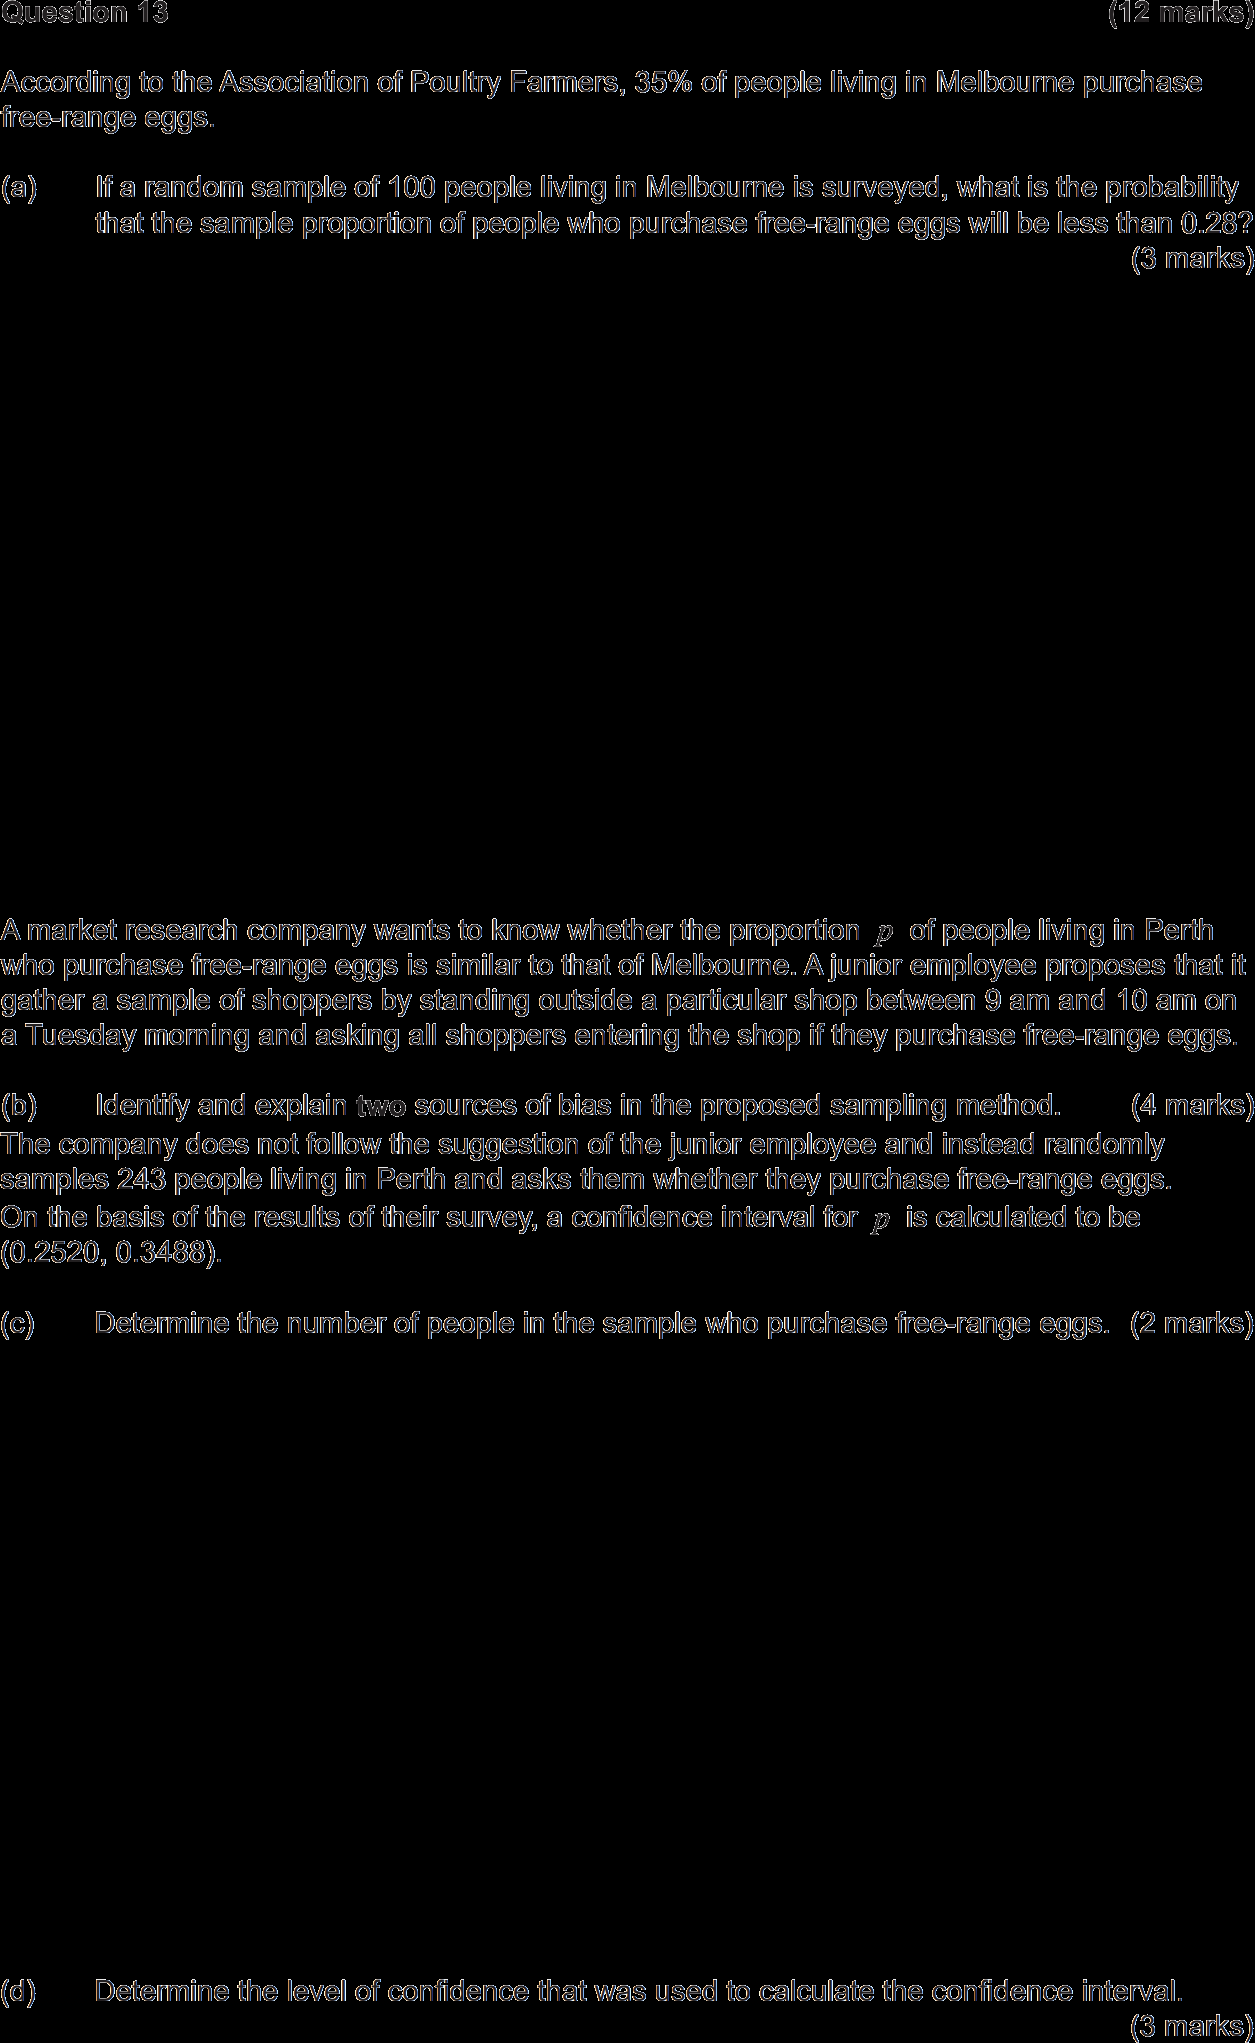 Question 13 (12 marks)
According to the Association of Poultry Farmers, 35% of people living in Melbourne purchase
free-range eggs.
(a) If a random sample of 100 people living in Melbourne is surveyed, what is the probability
that the sample proportion of people who purchase free-range eggs will be less than 0.28?
(3 marks)
A market research company wants to know whether the proportion p of people living in Perth
who purchase free-range eggs is similar to that of Melbourne. A junior employee proposes that it
gather a sample of shoppers by standing outside a particular shop between 9 am and 10 am on
a Tuesday morning and asking all shoppers entering the shop if they purchase free-range eggs.
(b) Identify and explain two sources of bias in the proposed sampling method. (4 marks)
The company does not follow the suggestion of the junior employee and instead randomly
samples 243 people living in Perth and asks them whether they purchase free-range eggs.
On the basis of the results of their survey, a confidence interval for p is calculated to be
(0.2520, 0.3488).
(c) Determine the number of people in the sample who purchase free-range eggs. (2 marks)
(d) Determine the level of confidence that was used to calculate the confidence interval.
(3 marks)